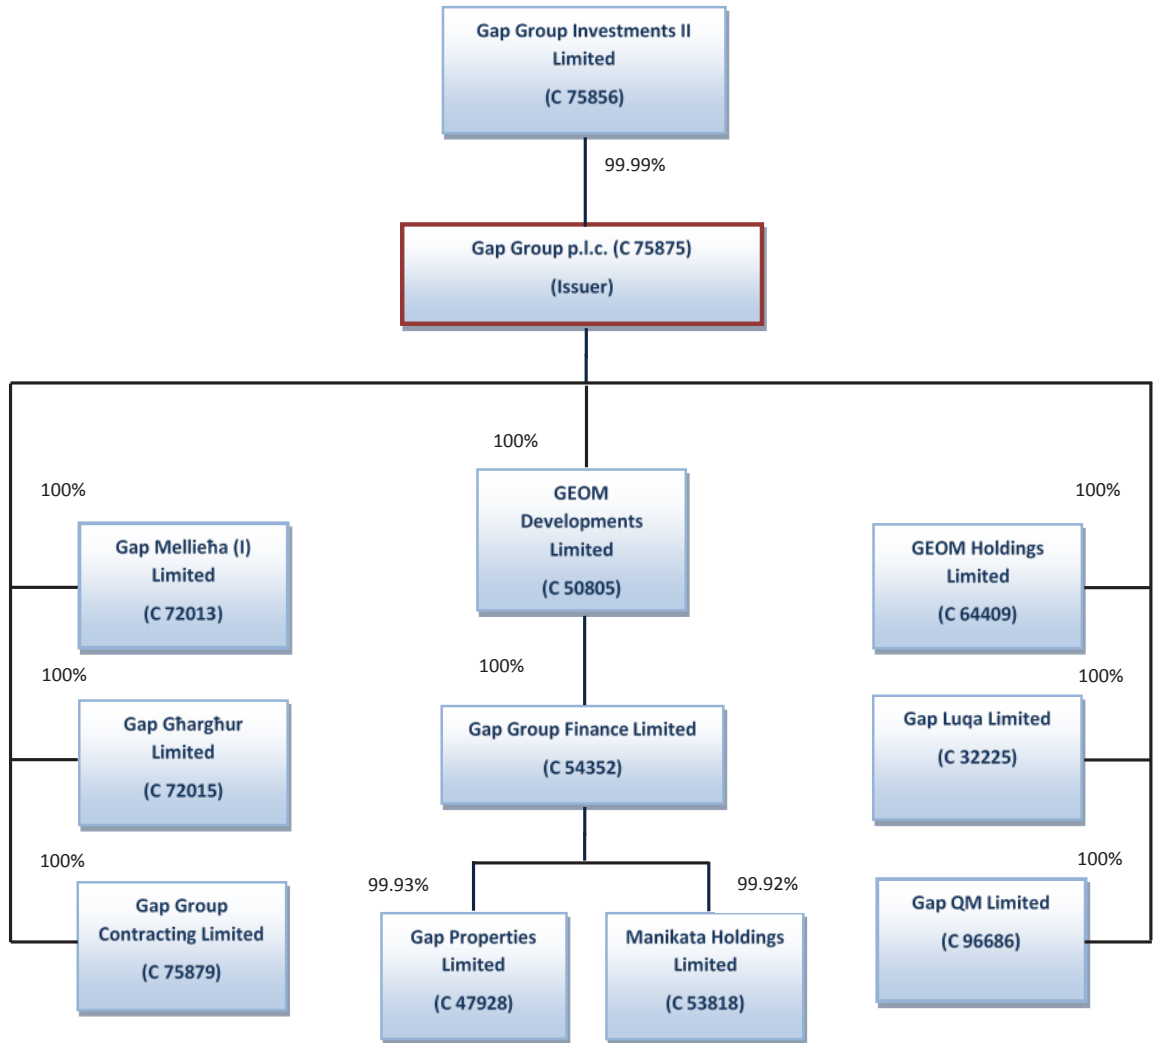 Gap Group Investments II
Limited
(C 75856)
99.99%
Gap Group p.l.c. (C 75875)
(Issuer)
100%
Gap Mellieħa (I)
Limited
(C 72013)
100%
Gap Għargħur
Limited
(C 72015)
100%
Gap Group
Contracting Limited
(C 75879)
100%
GEOM
Developments
Limited
(C 50805)
100%
Gap Group Finance Limited
(C 54352)
99.93%
Gap Properties
Limited
(C 47928)
99.92%
Manikata Holdings
Limited
(C 53818)
100%
GEOM Holdings
Limited
(C 64409)
100%
Gap Luqa Limited
(C 32225)
100%
Gap QM Limited
(C 96686)